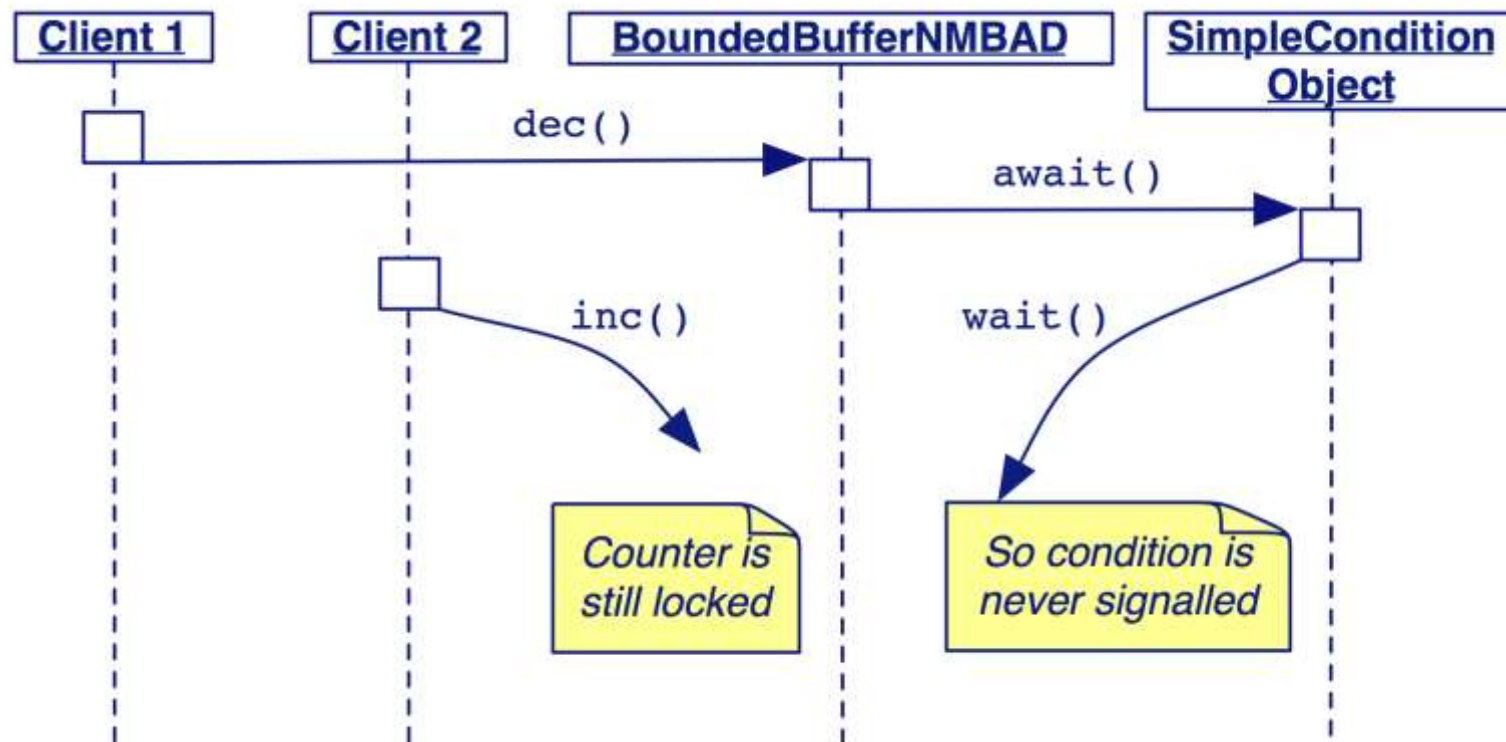 Client 1
Client 2
BoundedBufferNMBAD
SimpleCondition
Object
dec()
await()
inc()
wait()
Counter is
still locked
So condition is
never signalled